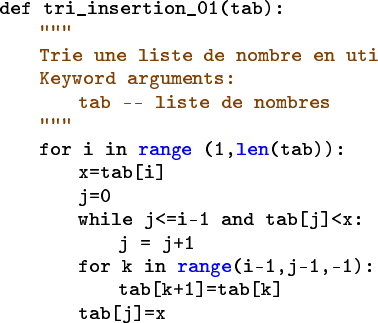 def tri_insertion_01(tab):
"""
Trie une liste de nombre en uti
Keyword arguments:
tab -- liste de nombres
"""
for i in range (1,len(tab)):
x=tab[i]
j=0
while j<=i-1 and tab[j]<x:
j = j+1
for k in range(i-1,j-1,-1):
tab[k+1]=tab[k]
tab[j]=x